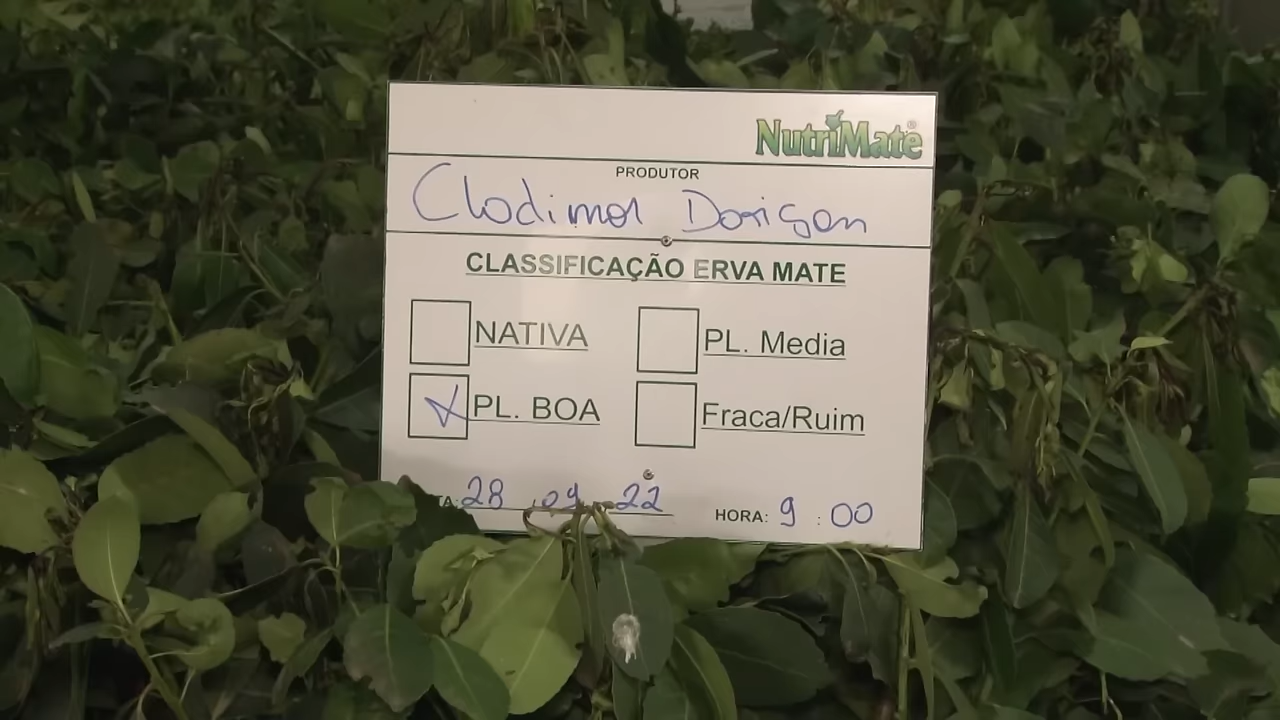 NutriMate®
PRODUTOR
Clodimol Dorigon
CLASSIFICAÇÃO ERVA MATE
NATIVA PL. Media
PL. BOA Fraca/Ruim
28 09 22 HORA: 9:00